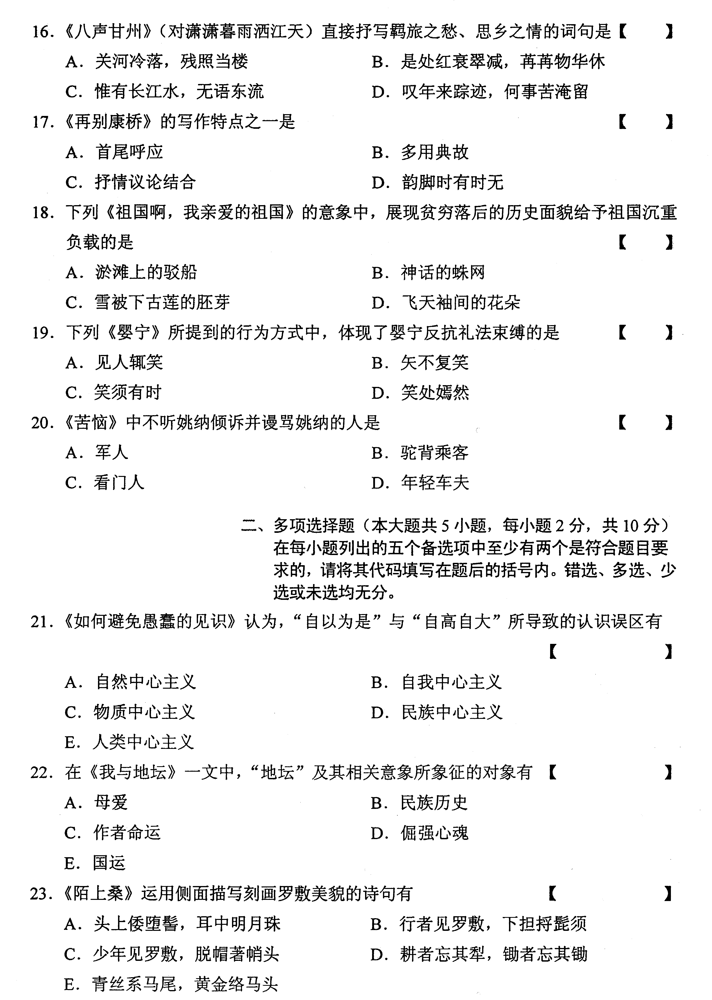 16.《八声甘州》（对潇潇暮雨洒江天）直接抒写羁旅之愁、思乡之情的词句是【　　】
A．关河冷落，残照当楼　　B．是处红衰翠减，苒苒物华休
C．惟有长江水，无语东流　　D．叹年来踪迹，何事苦淹留
17.《再别康桥》的写作特点之一是【　　】
A．首尾呼应　　B．多用典故
C．抒情议论结合　　D．韵脚时有时无
18．下列《祖国啊，我亲爱的祖国》的意象中，展现贫穷落后的历史面貌给予祖国沉重
负载的是【　　】
A．淤滩上的驳船　　B．神话的蛛网
C．雪被下古莲的胚芽　　D．飞天袖间的花朵
19．下列《婴宁》所提到的行为方式中，体现了婴宁反抗礼法束缚的是【　　】
A．见人辄笑　　B．矢不复笑
C．笑须有时　　D．笑处嫣然
20.《苦恼》中不听姚纳倾诉并谩骂姚纳的人是【　　】
A．军人　　B．驼背乘客
C．看门人　　D．年轻车夫
二、多项选择题（本大题共 5 小题，每小题 2 分，共 10 分）
在每小题列出的五个备选项中至少有两个是符合题目要
求的，请将其代码填写在题后的括号内。错选、多选、少
选或未选均无分。
21.《如何避免愚蠢的见识》认为，“自以为是”与“自高自大”所导致的认识误区有
【　　】
A．自然中心主义　　B．自我中心主义
C．物质中心主义　　D．民族中心主义
E．人类中心主义
22．在《我与地坛》一文中，“地坛”及其相关意象所象征的对象有【　　】
A．母爱　　B．民族历史
C．作者命运　　D．倔强心魂
E．国运
23.《陌上桑》运用侧面描写刻画罗敷美貌的诗句有【　　】
A．头上倭堕髻，耳中明月珠　　B．行者见罗敷，下担捋髭须
C．少年见罗敷，脱帽著帩头　　D．耕者忘其犁，锄者忘其锄
E．青丝系马尾，黄金络马头